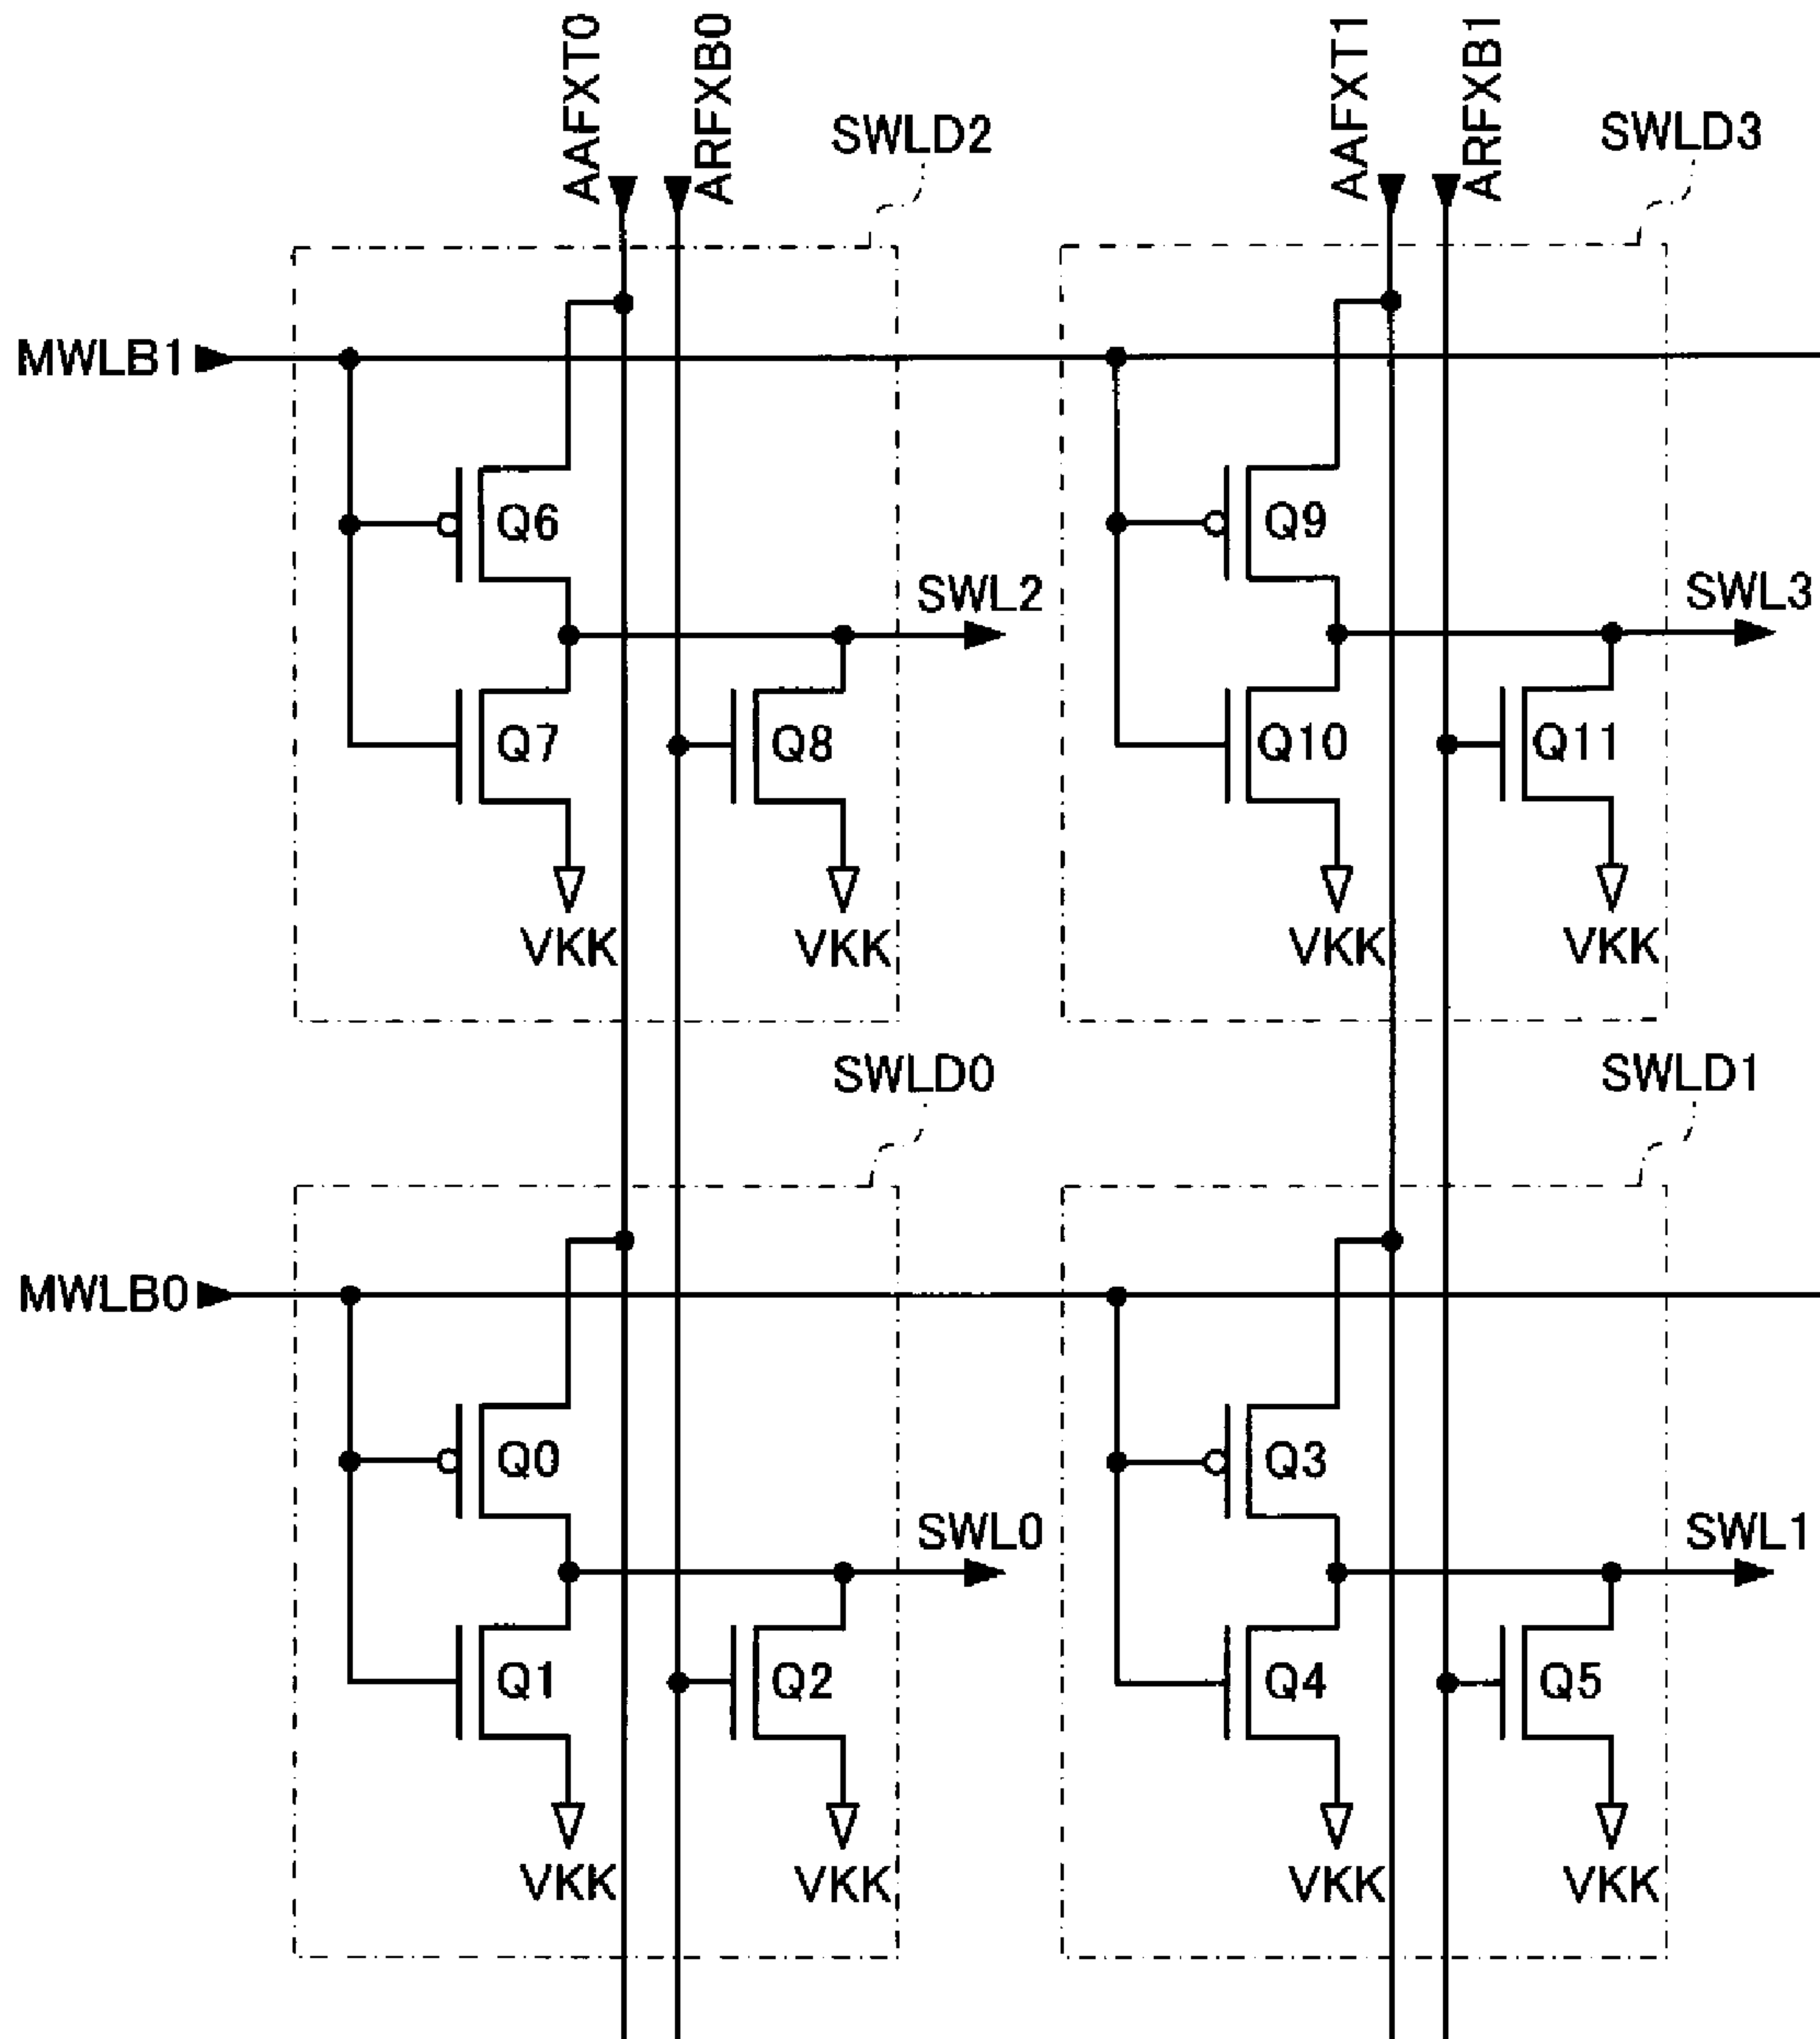 AAFXT0
ARFXB0
AAFXT1
ARFXB1
SWLD2
SWLD3
MWLB1
Q6
Q9
SWL2
SWL3
Q7
Q8
Q10
Q11
VKK
VKK
VKK
VKK
SWLD0
SWLD1
MWLB0
Q0
Q3
SWL0
SWL1
Q1
Q2
Q4
Q5
VKK
VKK
VKK
VKK